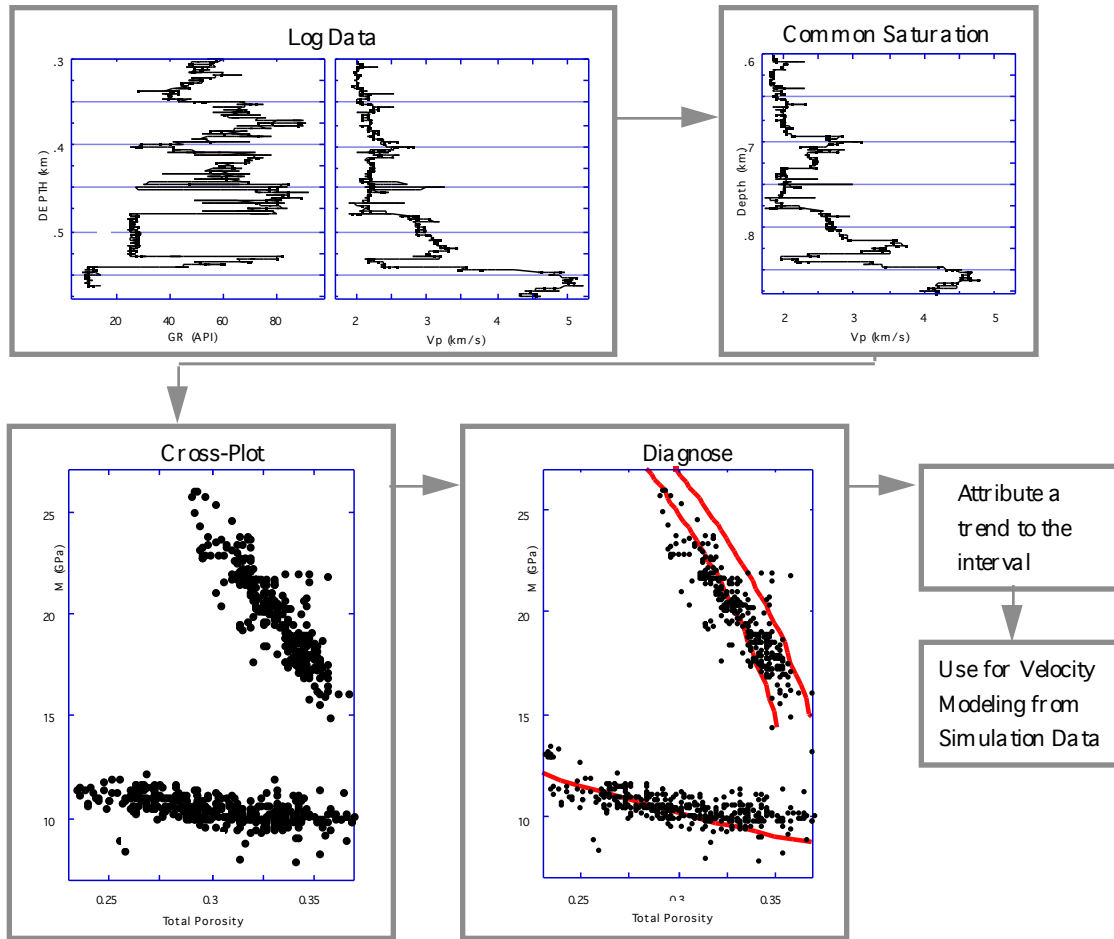 Log Data
.3
.4
.5
DEPTH (km)
20 40 60 80
GR (API)
2 3 4 5
Vp (km/s)
Common Saturation
.6
.7
.8
Depth (km)
2 3 4 5
Vp (km/s)
Cross-Plot
25
20
15
10
M (GPa)
0.25 0.3 0.35
Total Porosity
Diagnose
25
20
15
10
M (GPa)
0.25 0.3 0.35
Total Porosity
Attribute a
trend to the
interval
Use for Velocity
Modeling from
Simulation Data